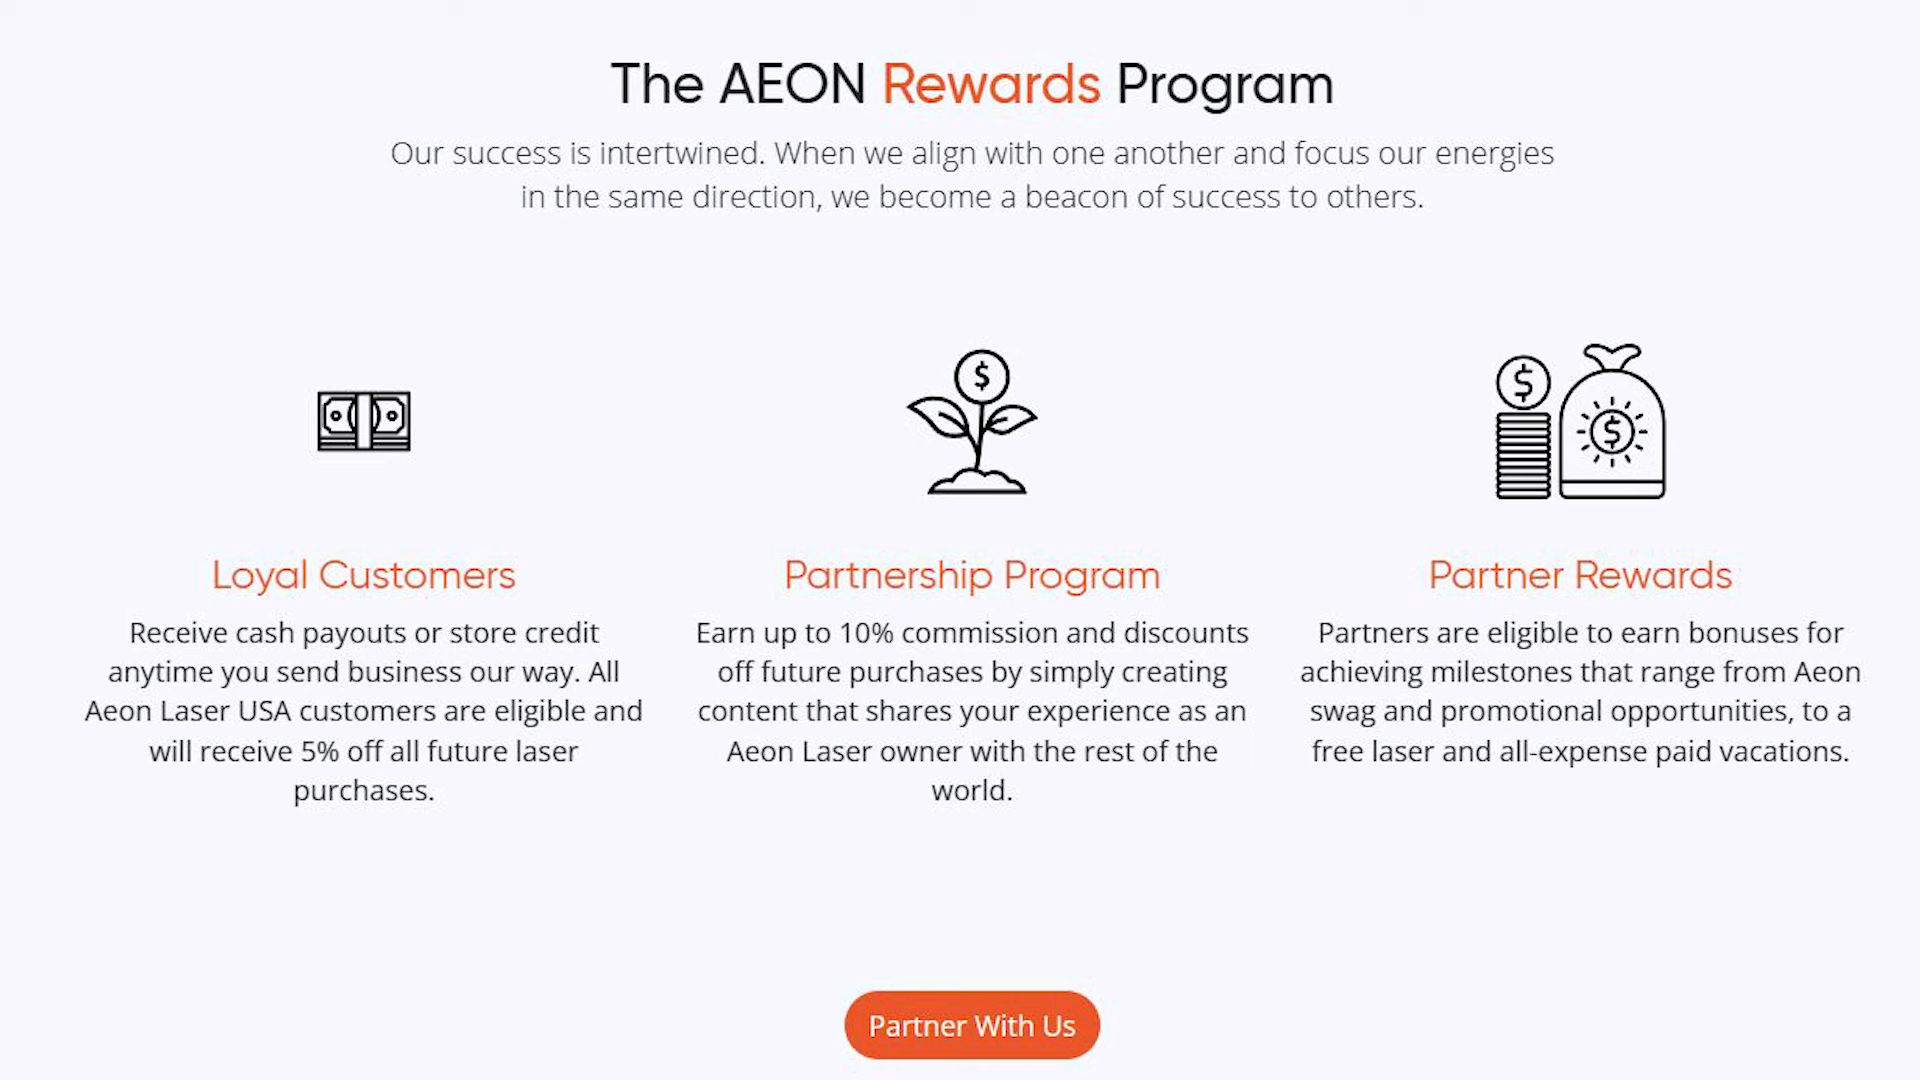 The AEON Rewards Program
Our success is intertwined. When we align with one another and focus our energies
in the same direction, we become a beacon of success to others.
$
$
$
Loyal Customers
Receive cash payouts or store credit
anytime you send business our way. All
Aeon Laser USA customers are eligible and
will receive 5% off all future laser
purchases.
Partnership Program
Earn up to 10% commission and discounts
off future purchases by simply creating
content that shares your experience as an
Aeon Laser owner with the rest of the
world.
Partner Rewards
Partners are eligible to earn bonuses for
achieving milestones that range from Aeon
swag and promotional opportunities, to a
free laser and all-expense paid vacations.
Partner With Us